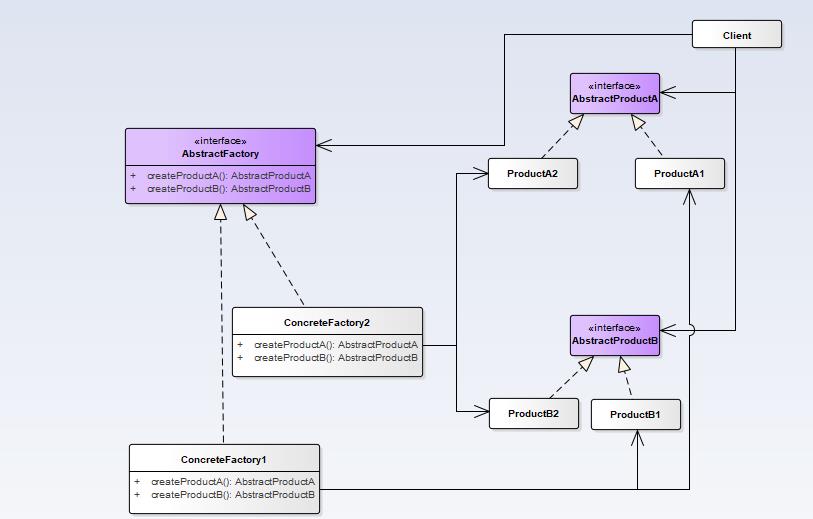 Client
«interface»
AbstractProductA
«interface»
AbstractFactory
+ createProductA(): AbstractProductA
+ createProductB(): AbstractProductB
ProductA2
ProductA1
ConcreteFactory2
+ createProductA(): AbstractProductA
+ createProductB(): AbstractProductB
«interface»
AbstractProductB
ProductB2
ProductB1
ConcreteFactory1
+ createProductA(): AbstractProductA
+ createProductB(): AbstractProductB